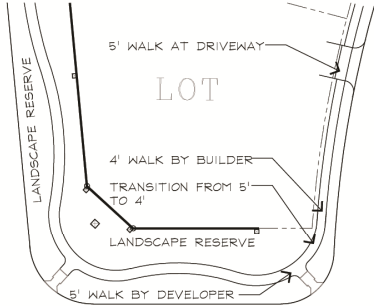 5' WALK AT DRIVEWAY
LOT
LANDSCAPE RESERVE
4' WALK BY BUILDER
TRANSITION FROM 5'
TO 4'
LANDSCAPE RESERVE
5' WALK BY DEVELOPER